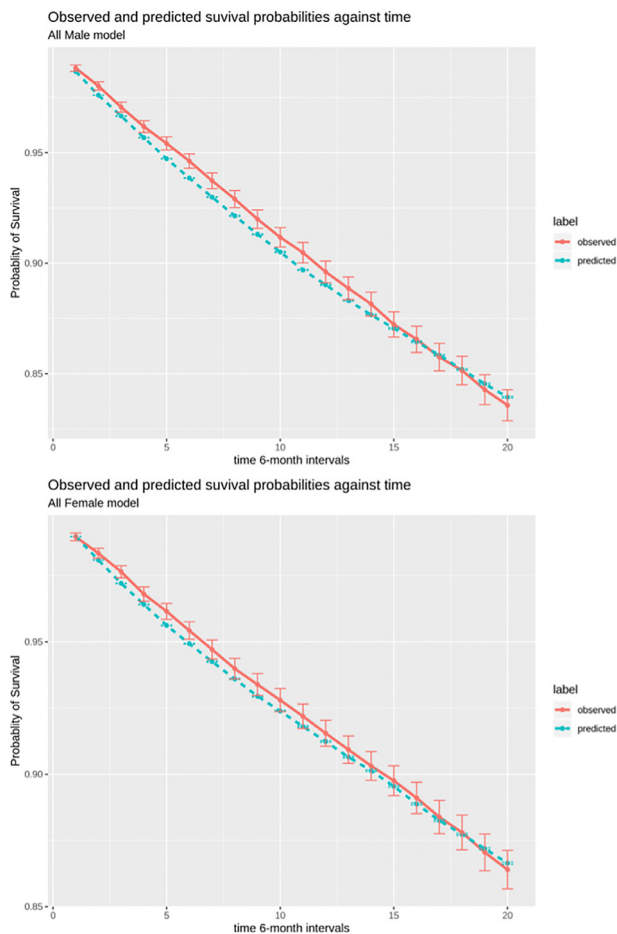 Observed and predicted suvival probabilities against time
All Male model
Probablity of Survival
0.95
0.90
0.85
0
5
10
15
20
time 6-month intervals
label
observed
predicted
Observed and predicted suvival probabilities against time
All Female model
Probablity of Survival
0.95
0.90
0.85
0
5
10
15
20
time 6-month intervals
label
observed
predicted